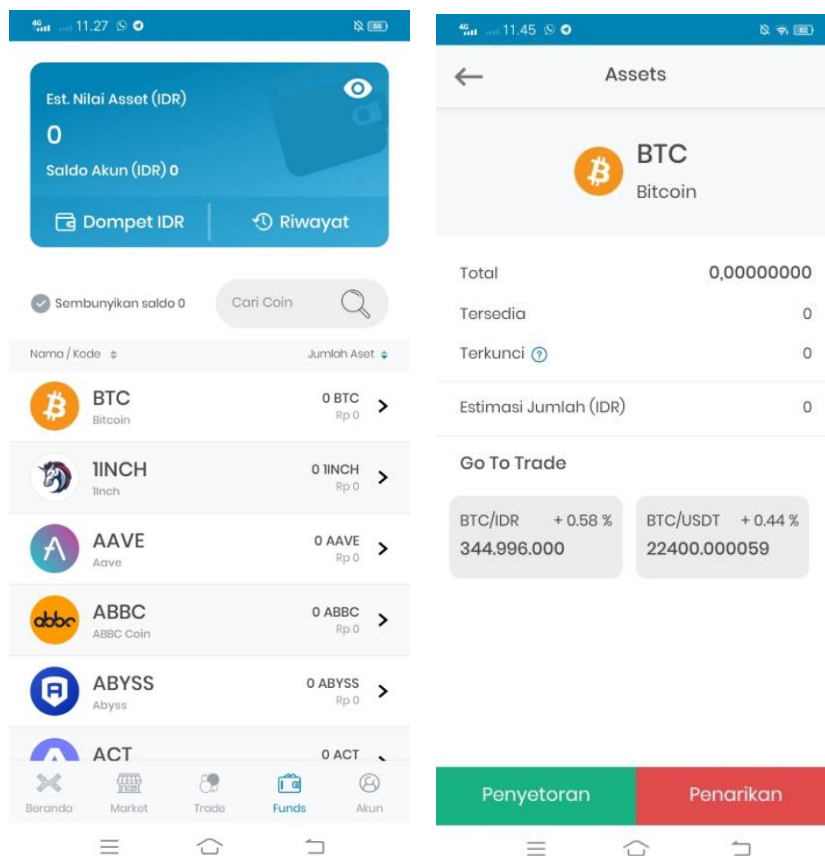 4G 11.27 84
Est. Nilai Asset (IDR)
0
Saldo Akun (IDR) 0
Dompet IDR Riwayat
Sembunyikan saldo 0 Cari Coin
Nama / Kode Jumlah Aset
BTC 0 BTC
Bitcoin Rp 0
1INCH 0 1INCH
1Inch Rp 0
AAVE 0 AAVE
Aave Rp 0
abbc ABBC 0 ABBC
ABBC Coin Rp 0
ABYSS 0 ABYSS
Abyss Rp 0
ACT 0 ACT
Beranda Market Trade Funds Akun
4G 11.45 82
Assets
BTC
Bitcoin
Total 0,00000000
Tersedia 0
Terkunci ? 0
Estimasi Jumlah (IDR) 0
Go To Trade
BTC/IDR + 0.58 % BTC/USDT + 0.44 %
344.996.000 22400.000059
Penyetoran Penarikan